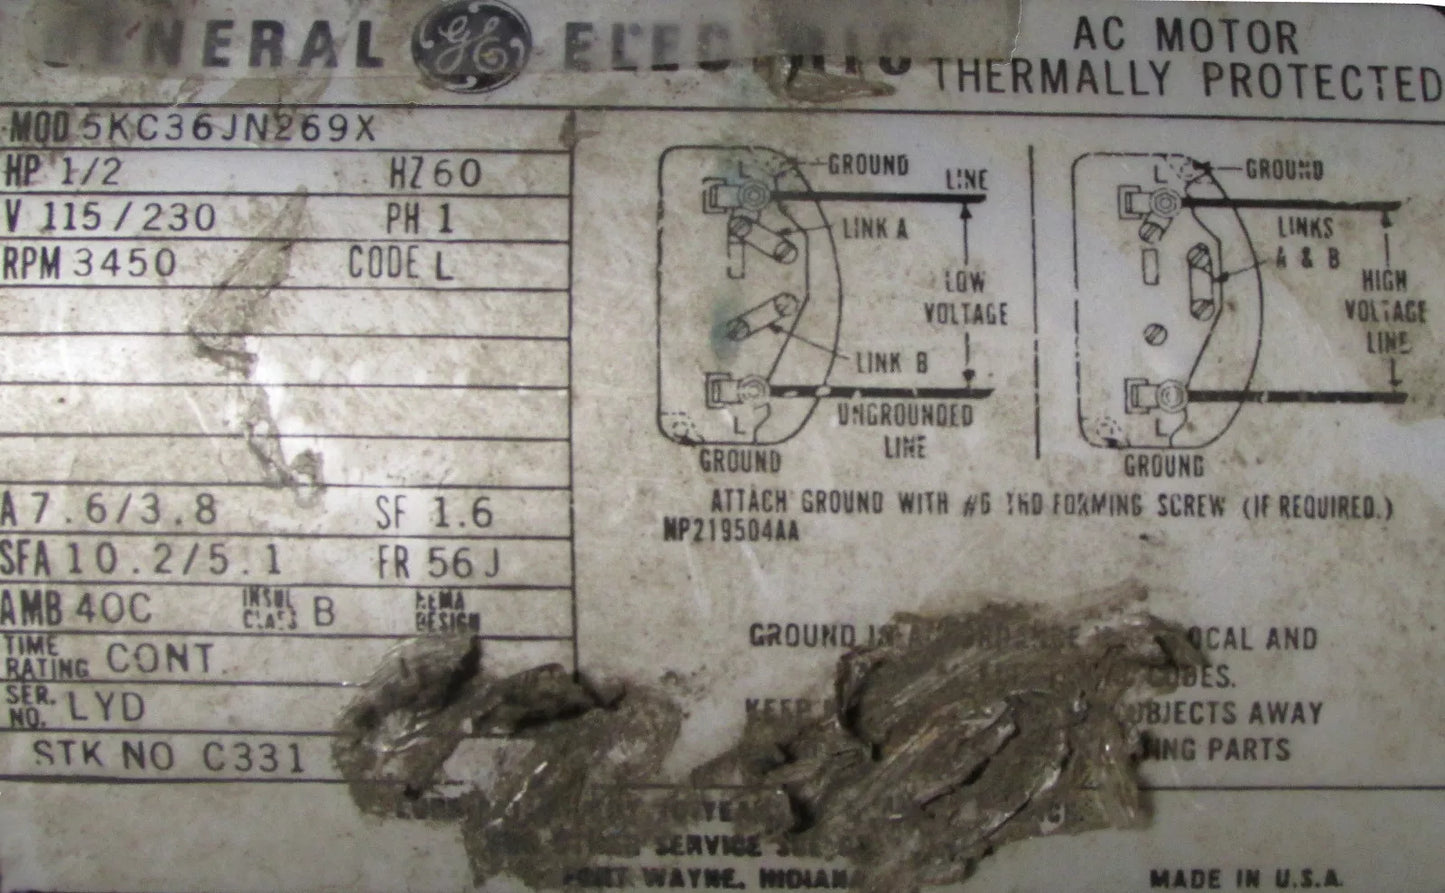 GENERAL GE ELECTRIC
AC MOTOR
THERMALLY PROTECTED
MOD 5KC36JN269X
HP 1/2 HZ 60
V 115/230 PH 1
RPM 3450 CODE L
A 7.6/3.8 SF 1.6
SFA 10.2/5.1 FR 56J
AMB 40C INSUL CLASS B NEMA DESIGN
TIME RATING CONT.
SER. NO. LYD
STK NO C331
L
GROUND
LINE
LINK A
LOW
VOLTAGE
LINK B
UNGROUNDED
LINE
L
GROUND
L
GROUND
LINKS
A & B
HIGH
VOLTAGE
LINE
L
GROUND
ATTACH GROUND WITH #6 THD FORMING SCREW (IF REQUIRED.)
NP219504AA
GROUND IN LOCAL AND
CODES.
KEEP OBJECTS AWAY
PARTS
SERVICE
FORT WAYNE, INDIANA
MADE IN U.S.A.